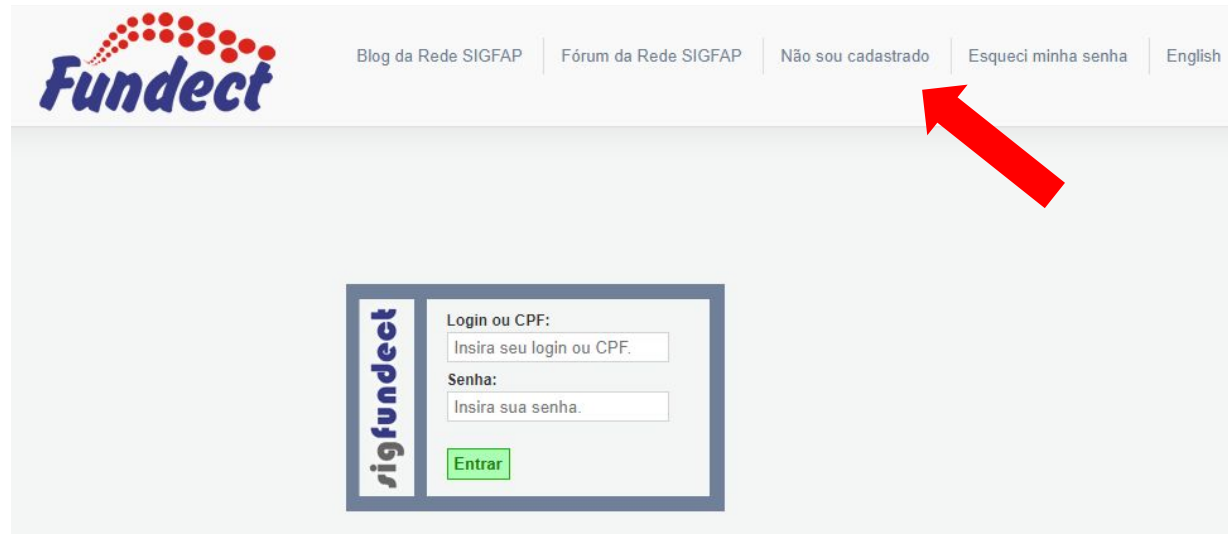 Fundect
Blog da Rede SIGFAP
Fórum da Rede SIGFAP
Não sou cadastrado
Esqueci minha senha
English
sigfundect
Login ou CPF:
Insira seu login ou CPF.
Senha:
Insira sua senha.
Entrar